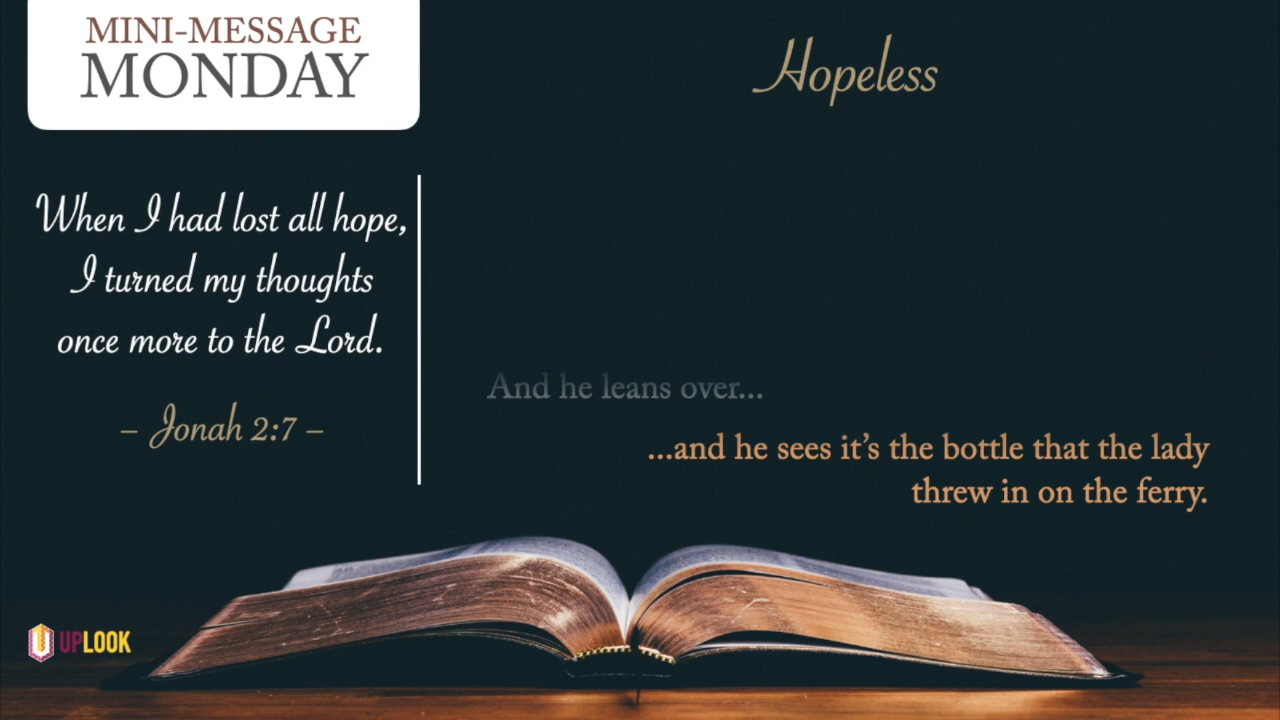 MINI-MESSAGE
MONDAY
Hopeless
When I had lost all hope,
I turned my thoughts
once more to the Lord.
– Jonah 2:7 –
And he leans over...
...and he sees it’s the bottle that the lady
threw in on the ferry.
UPLOOK